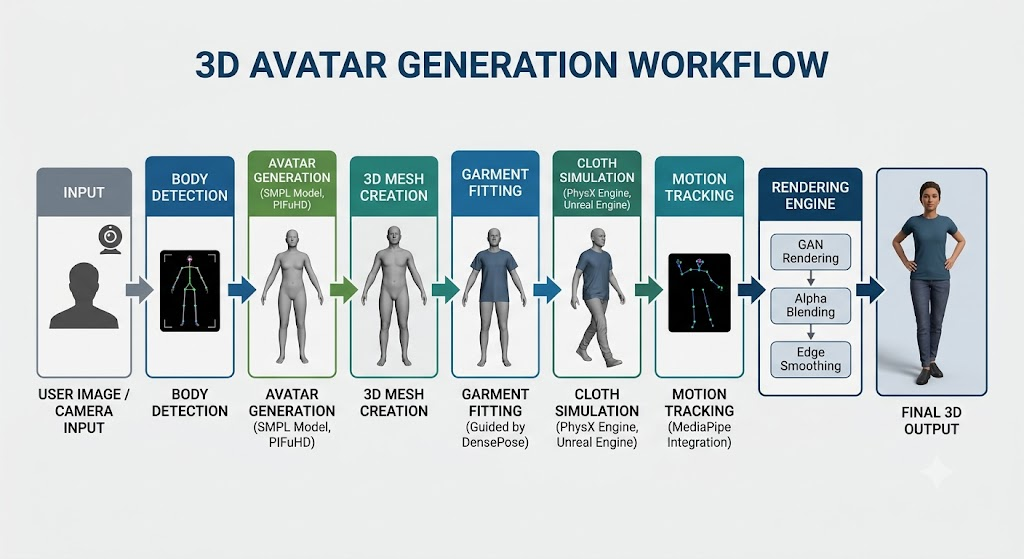 3D AVATAR GENERATION WORKFLOW
INPUT
BODY
DETECTION
AVATAR
GENERATION
(SMPL Model,
PIFuHD)
3D MESH
CREATION
GARMENT
FITTING
CLOTH
SIMULATION
(PhysX Engine,
Unreal Engine)
MOTION
TRACKING
RENDERING
ENGINE
GAN
Rendering
Alpha
Blending
Edge
Smoothing
USER IMAGE /
CAMERA
INPUT
BODY
DETECTION
AVATAR
GENERATION
(SMPL Model,
PIFuHD)
3D MESH
CREATION
GARMENT
FITTING
(Guided by
DensePose)
CLOTH
SIMULATION
(PhysX Engine,
Unreal Engine)
MOTION
TRACKING
(MediaPipe
Integration)
FINAL 3D
OUTPUT